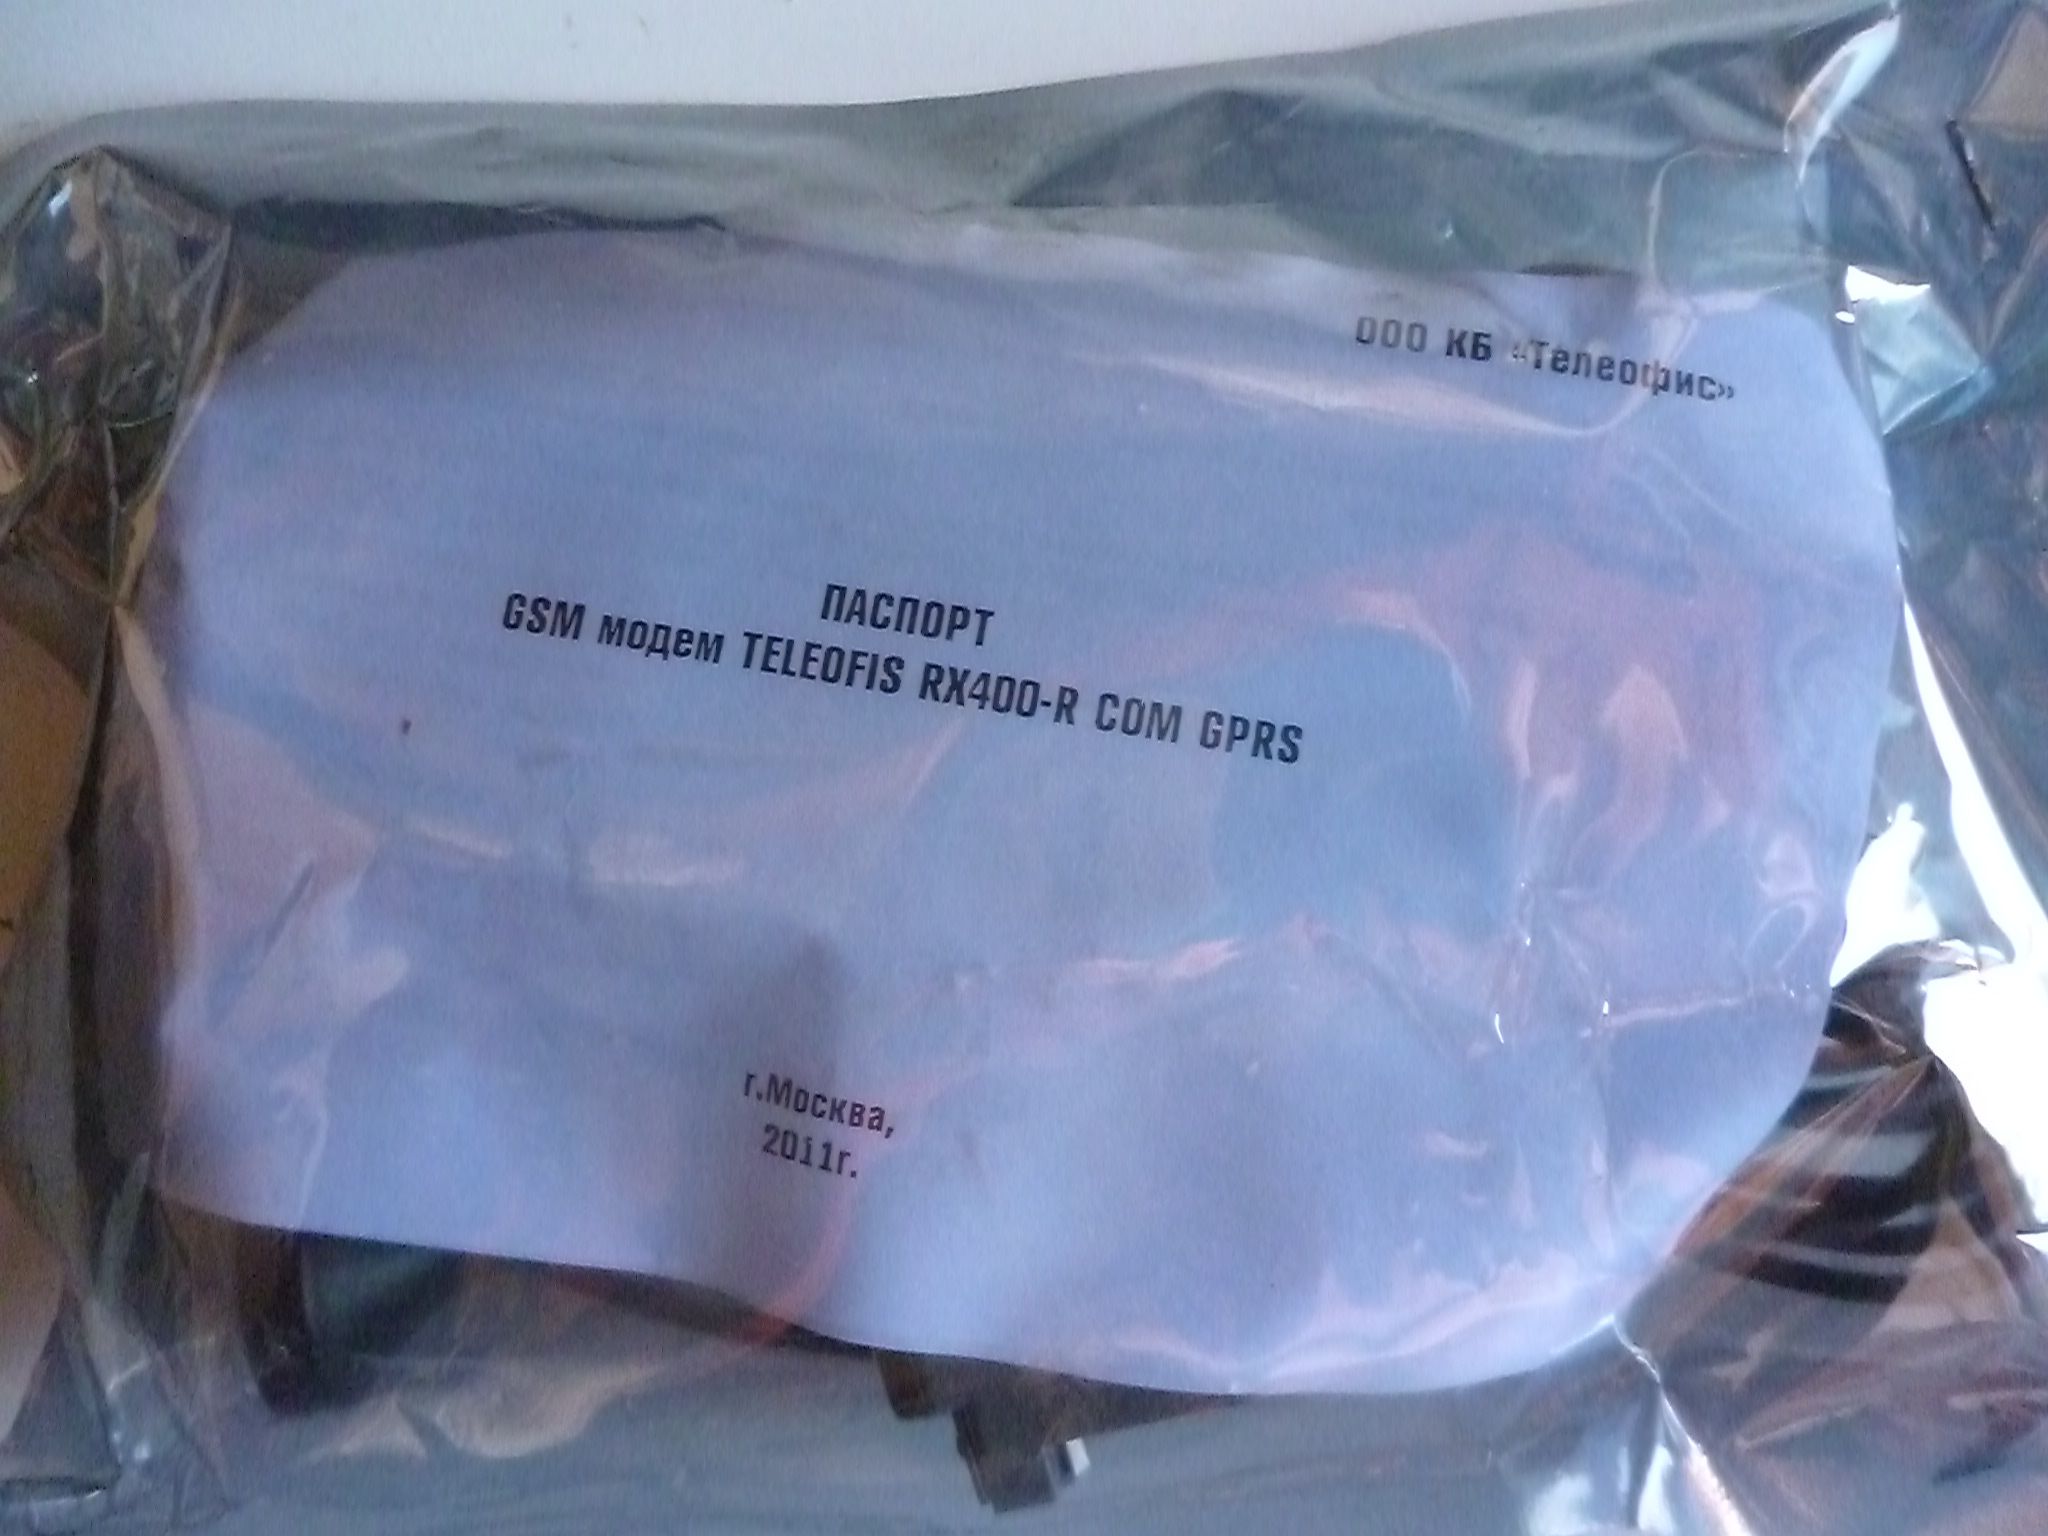 ООО КБ «Телеофис»
ПАСПОРТ
GSM модем TELEOFIS RX400-R COM GPRS
г.Москва,
2011г.